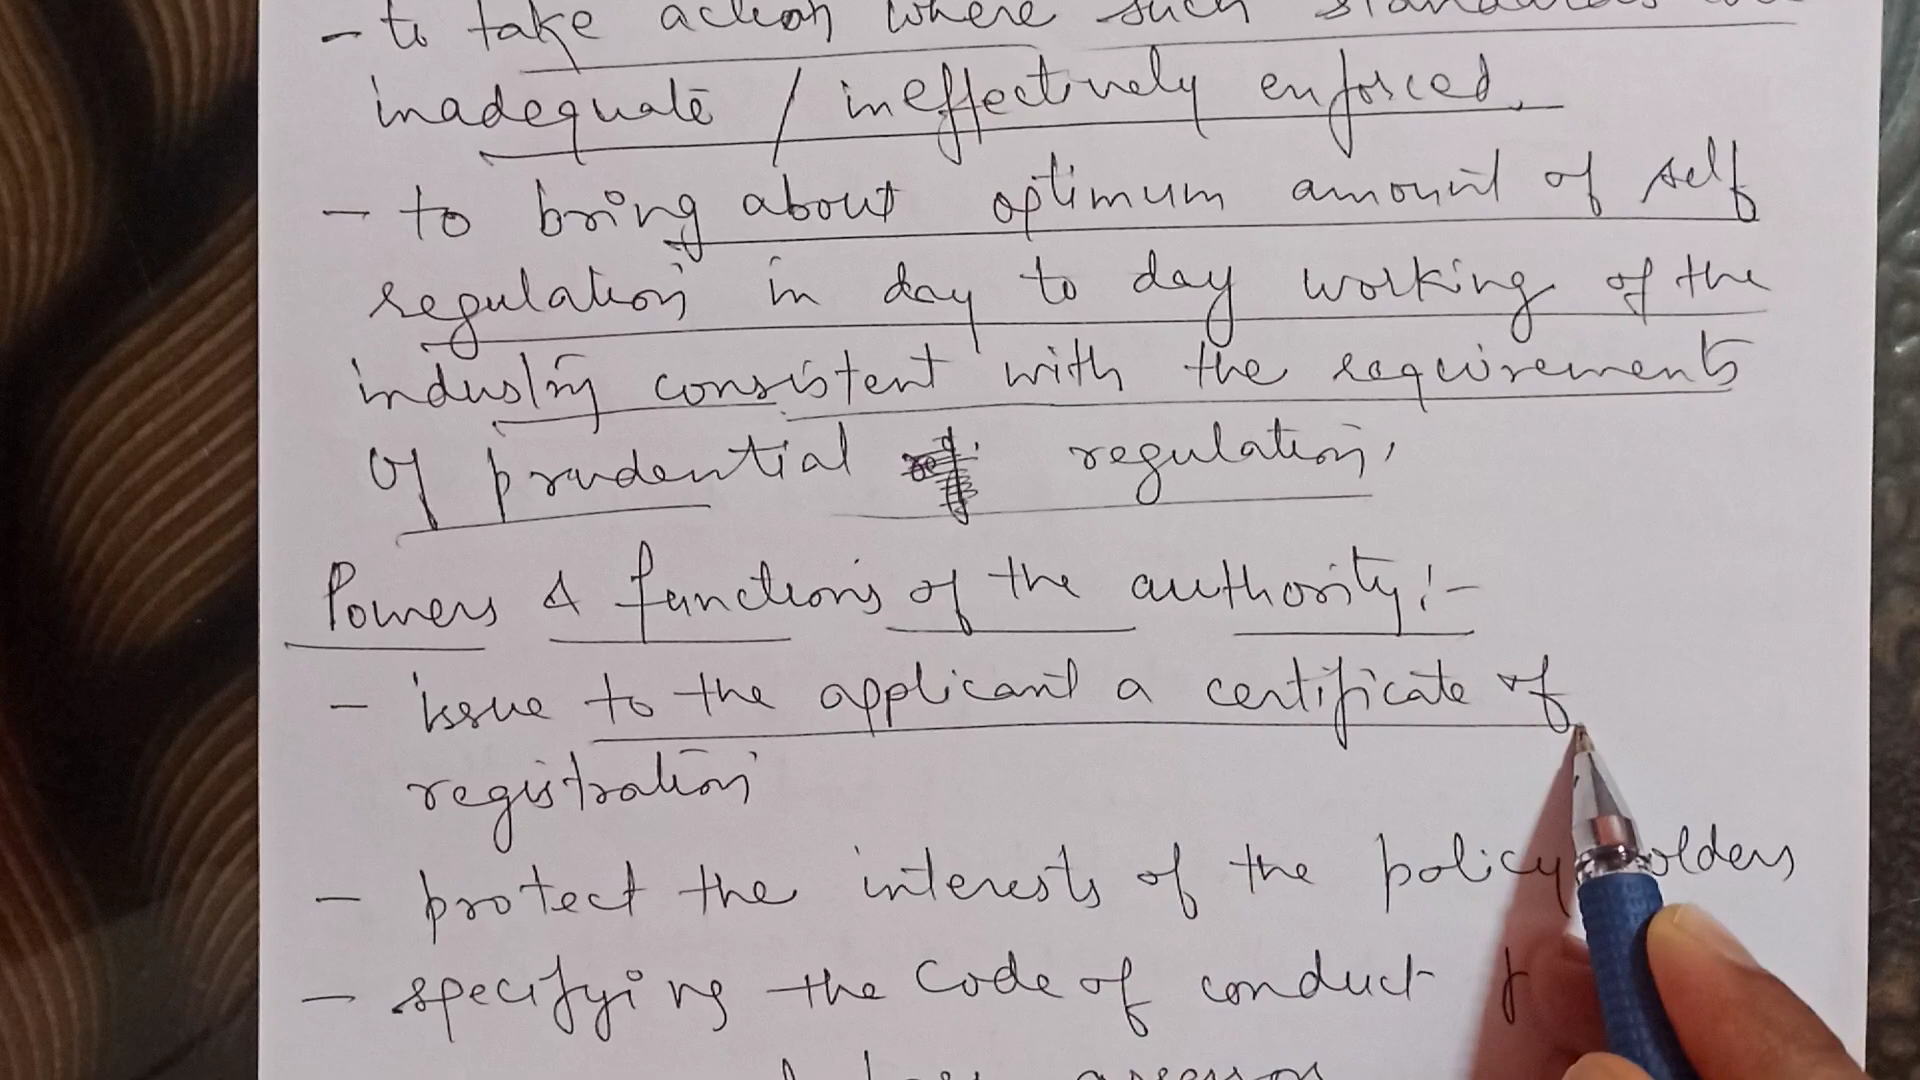 - to take action where such standards are
inadequate / ineffectively enforced.
- to bring about optimum amount of self
regulation in day to day working of the
industry consistent with the requirements
of prudential regulation.
Powers & functions of the authority :-
- issue to the applicant a certificate of
registration
- protect the interests of the policy holders
- specifying the code of conduct